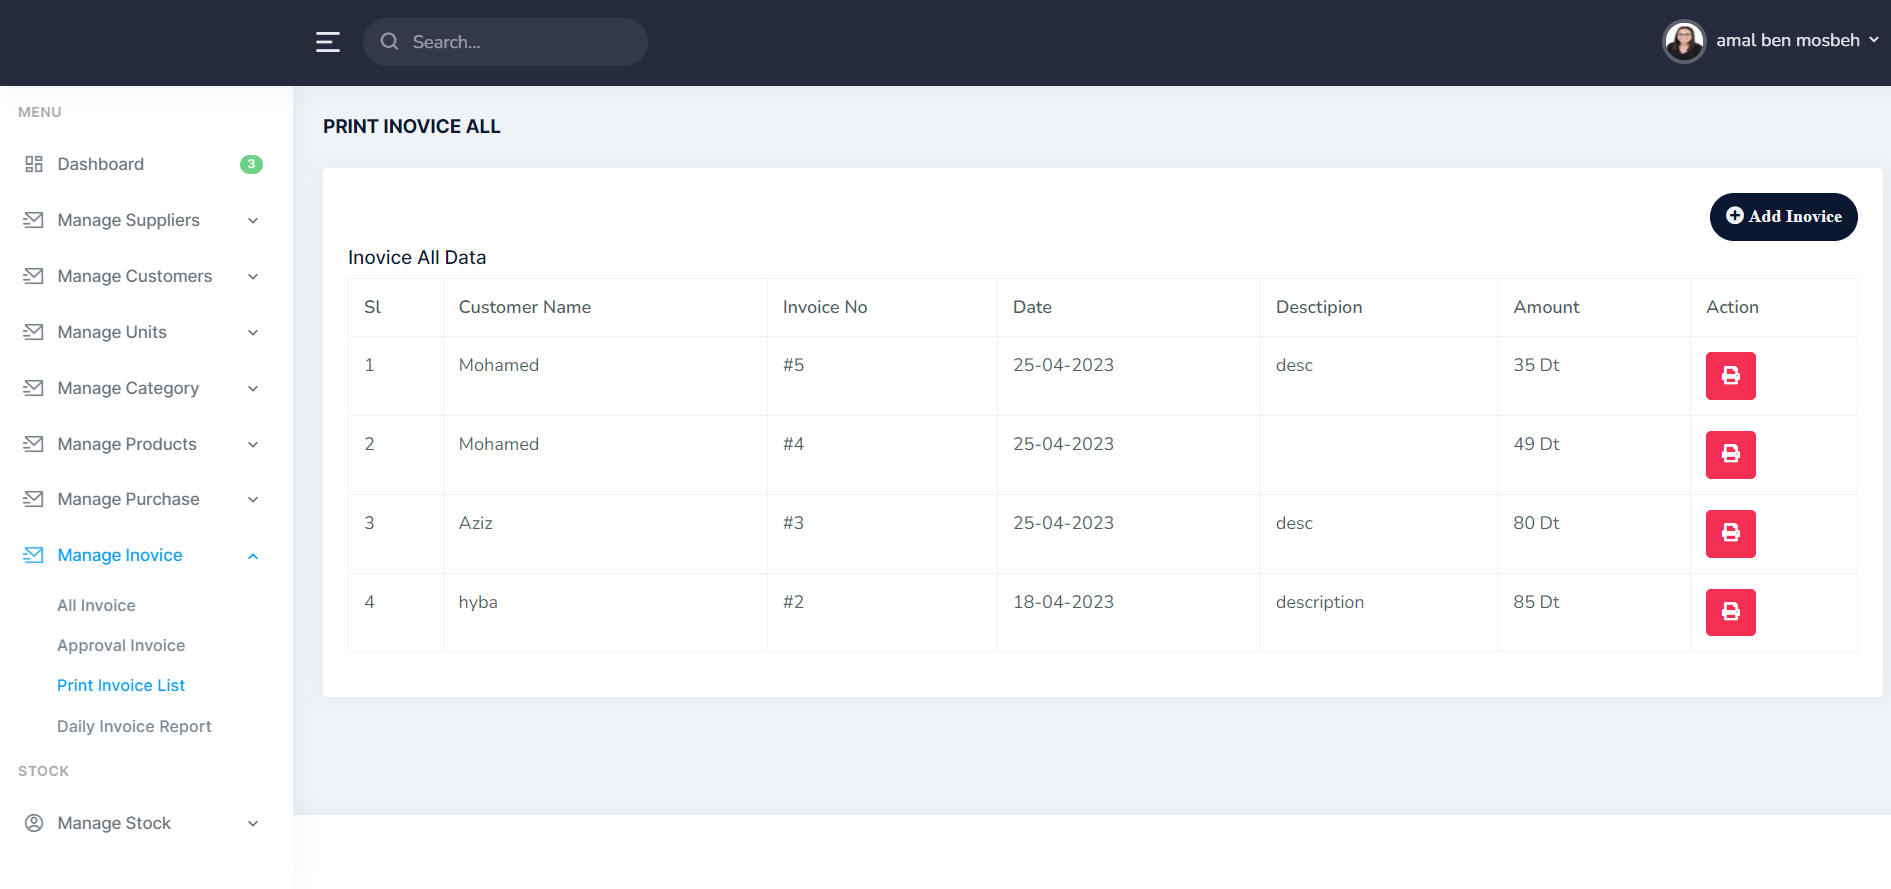 Search...
amal ben mosbeh
MENU
Dashboard 3
Manage Suppliers
Manage Customers
Manage Units
Manage Category
Manage Products
Manage Purchase
Manage Inovice
All Invoice
Approval Invoice
Print Invoice List
Daily Invoice Report
STOCK
Manage Stock
PRINT INOVICE ALL
Add Inovice
Inovice All Data
Sl Customer Name Invoice No Date Desctipion Amount Action
1 Mohamed #5 25-04-2023 desc 35 Dt
2 Mohamed #4 25-04-2023 49 Dt
3 Aziz #3 25-04-2023 desc 80 Dt
4 hyba #2 18-04-2023 description 85 Dt